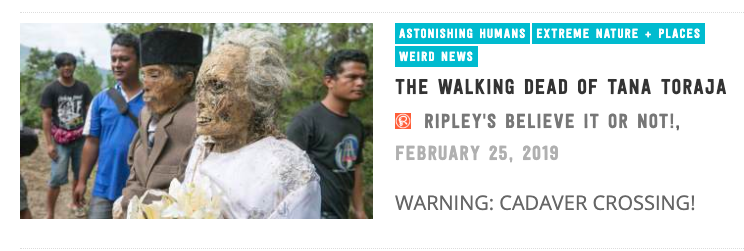 ASTONISHING HUMANS EXTREME NATURE + PLACES
WEIRD NEWS
THE WALKING DEAD OF TANA TORAJA
RIPLEY'S BELIEVE IT OR NOT!,
FEBRUARY 25, 2019
WARNING: CADAVER CROSSING!